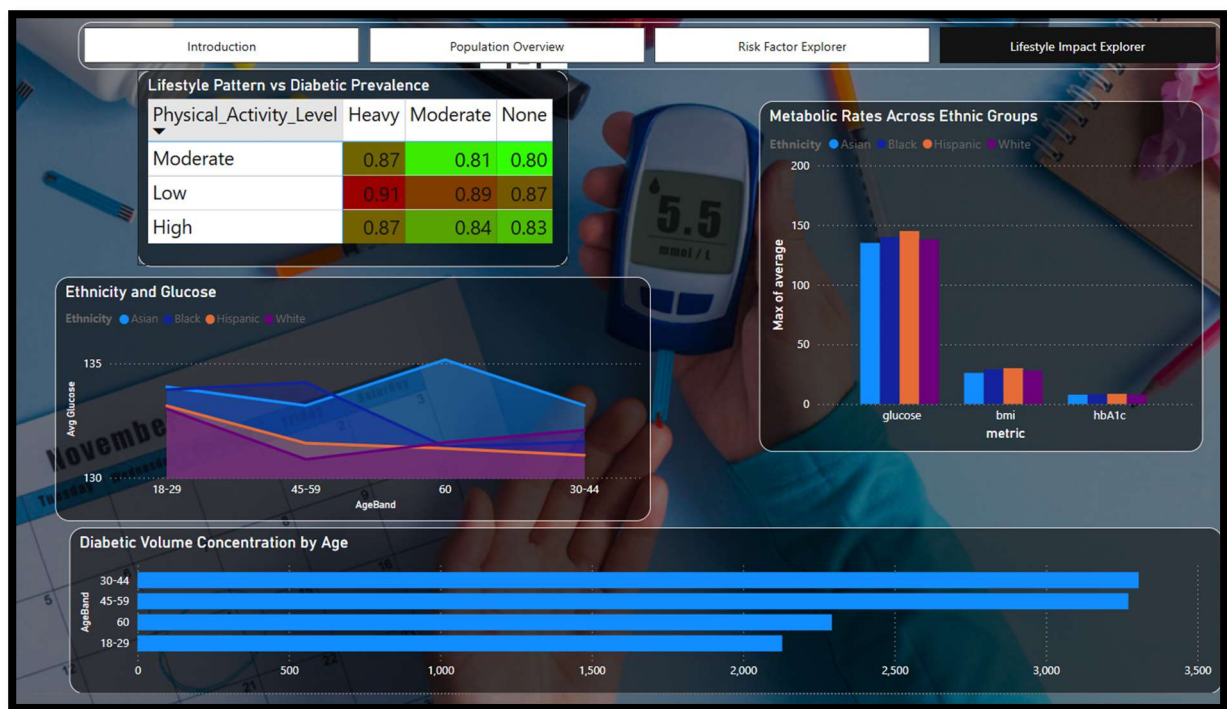 Introduction
Population Overview
Risk Factor Explorer
Lifestyle Impact Explorer
Lifestyle Pattern vs Diabetic Prevalence
Physical_Activity_Level Heavy Moderate None
Moderate 0.87 0.81 0.80
Low 0.91 0.89 0.87
High 0.87 0.84 0.83
Metabolic Rates Across Ethnic Groups
Ethnicity Asian Black Hispanic White
Max of average
200
150
100
50
0
glucose bmi hbA1c
metric
5.5
mmol / L
Ethnicity and Glucose
Ethnicity Asian Black Hispanic White
Avg Glucose
135
130
18-29 45-59 60 30-44
AgeBand
November
Tuesday
Diabetic Volume Concentration by Age
AgeBand
30-44
45-59
60
18-29
0 500 1,000 1,500 2,000 2,500 3,000 3,500